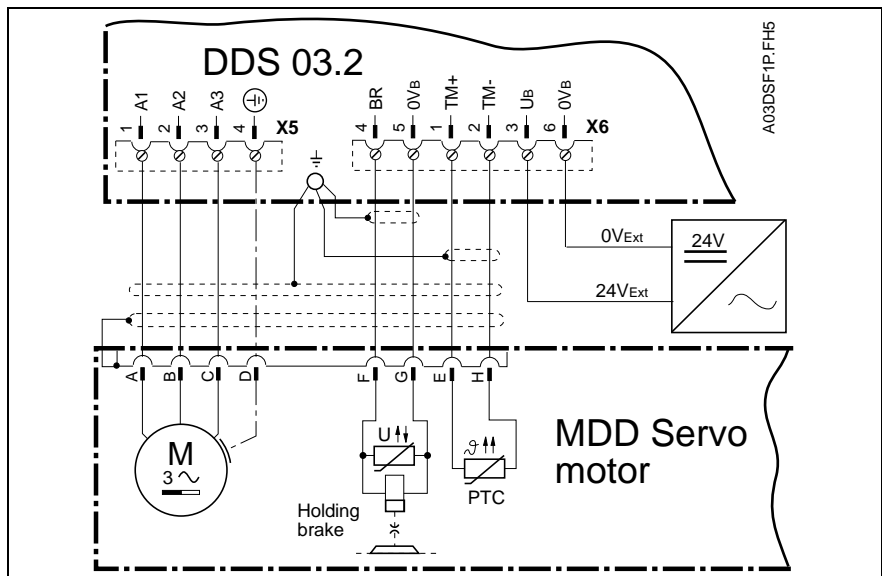 DDS 03.2
A03DSF1P.FH5
A1 A2 A3 BR 0VB TM+ TM- UB 0VB
1 2 3 4 X5 4 5 1 2 3 6 X6
0VExt
24V
24VExt
A B C D F G E H
U
ϑ
M
3
PTC
MDD Servo
motor
Holding
brake